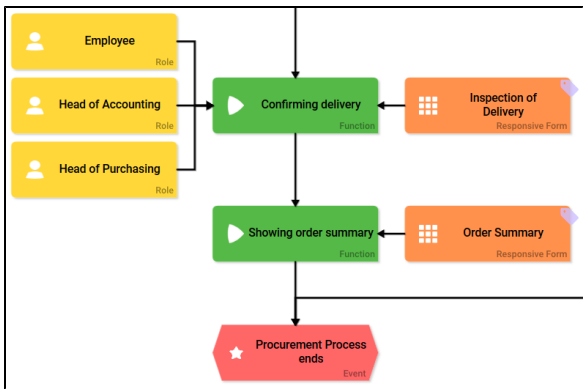 Employee
Role
Head of Accounting
Role
Confirming delivery
Function
Inspection of
Delivery
Responsive Form
Head of Purchasing
Role
Showing order summary
Function
Order Summary
Responsive Form
Procurement Process
ends
Event